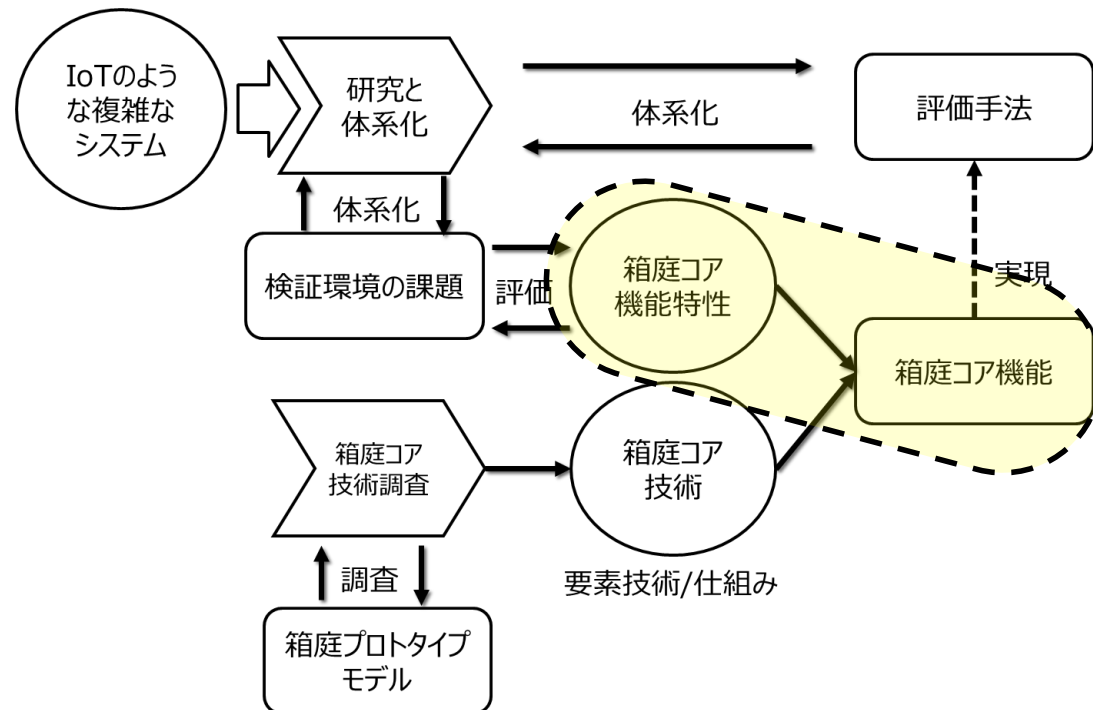 IoTのよう
な複雑な
システム
研究と
体系化
体系化
評価手法
体系化
検証環境の課題
評価
箱庭コア
機能特性
実現
箱庭コア機能
箱庭コア
技術調査
箱庭コア
技術
調査
要素技術/仕組み
箱庭プロトタイプ
モデル